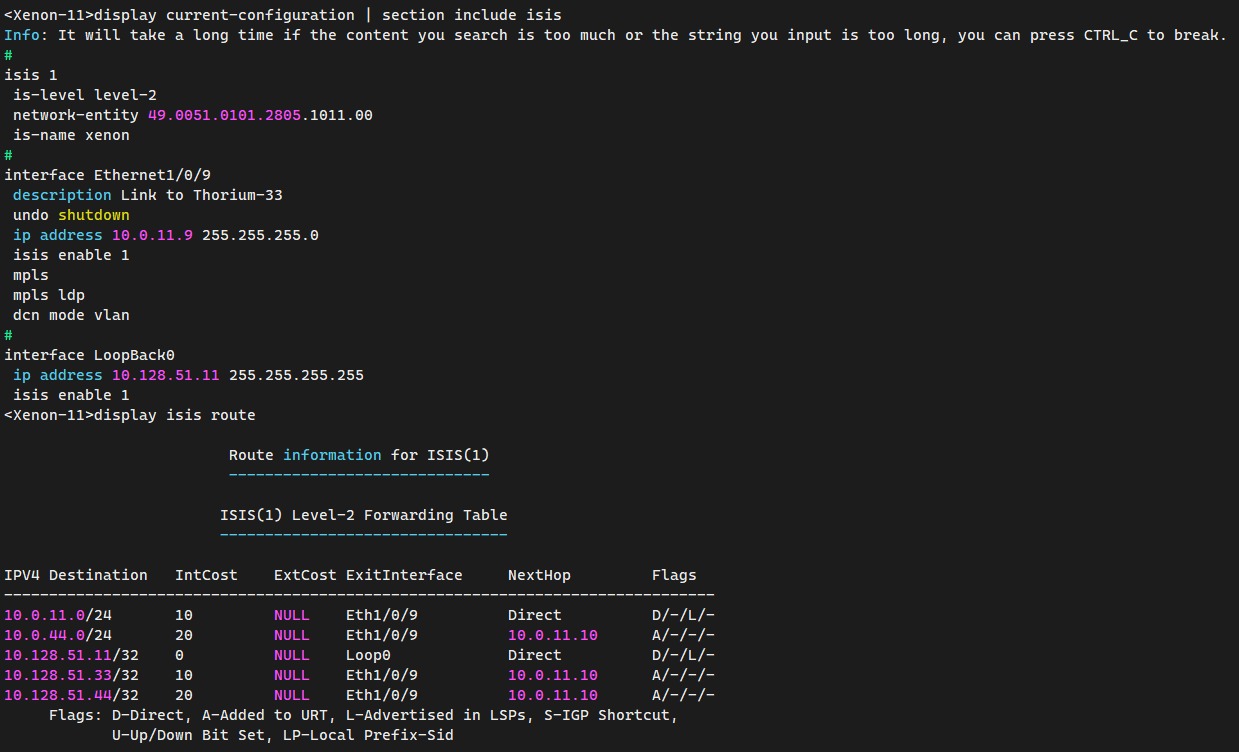 <Xenon-11>display current-configuration | section include isis
Info: It will take a long time if the content you search is too much or the string you input is too long, you can press CTRL_C to break.
#
isis 1
 is-level level-2
 network-entity 49.0051.0101.2805.1011.00
 is-name xenon
#
interface Ethernet1/0/9
 description Link to Thorium-33
 undo shutdown
 ip address 10.0.11.9 255.255.255.0
 isis enable 1
 mpls
 mpls ldp
 dcn mode vlan
#
interface LoopBack0
 ip address 10.128.51.11 255.255.255.255
 isis enable 1
<Xenon-11>display isis route
                         Route information for ISIS(1)
                         -----------------------------
                        ISIS(1) Level-2 Forwarding Table
                        --------------------------------
IPV4 Destination   IntCost    ExtCost ExitInterface     NextHop         Flags
-------------------------------------------------------------------------------
10.0.11.0/24       10         NULL    Eth1/0/9          Direct          D/-/L/-
10.0.44.0/24       20         NULL    Eth1/0/9          10.0.11.10      A/-/-/-
10.128.51.11/32    0          NULL    Loop0             Direct          D/-/L/-
10.128.51.33/32    10         NULL    Eth1/0/9          10.0.11.10      A/-/-/-
10.128.51.44/32    20         NULL    Eth1/0/9          10.0.11.10      A/-/-/-
     Flags: D-Direct, A-Added to URT, L-Advertised in LSPs, S-IGP Shortcut,
            U-Up/Down Bit Set, LP-Local Prefix-Sid